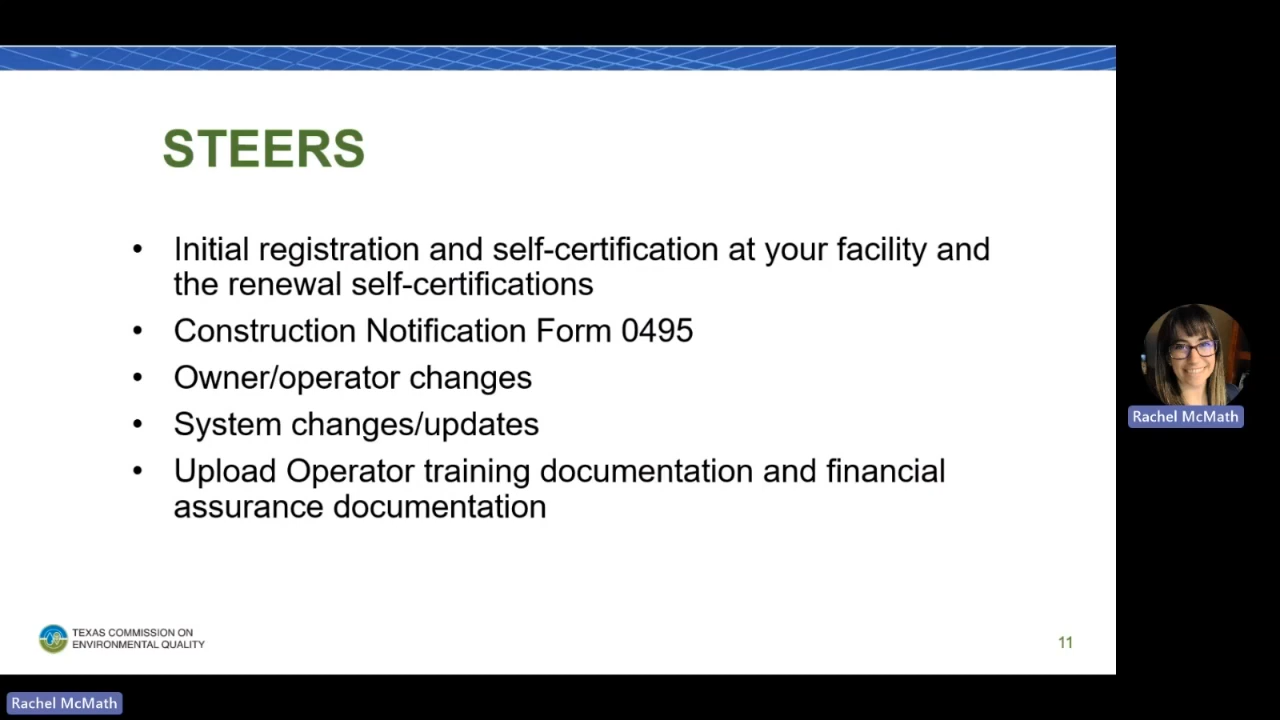 STEERS
• Initial registration and self-certification at your facility and
the renewal self-certifications
• Construction Notification Form 0495
• Owner/operator changes
• System changes/updates
• Upload Operator training documentation and financial
assurance documentation
TEXAS COMMISSION ON
ENVIRONMENTAL QUALITY
11
Rachel McMath
Rachel McMath